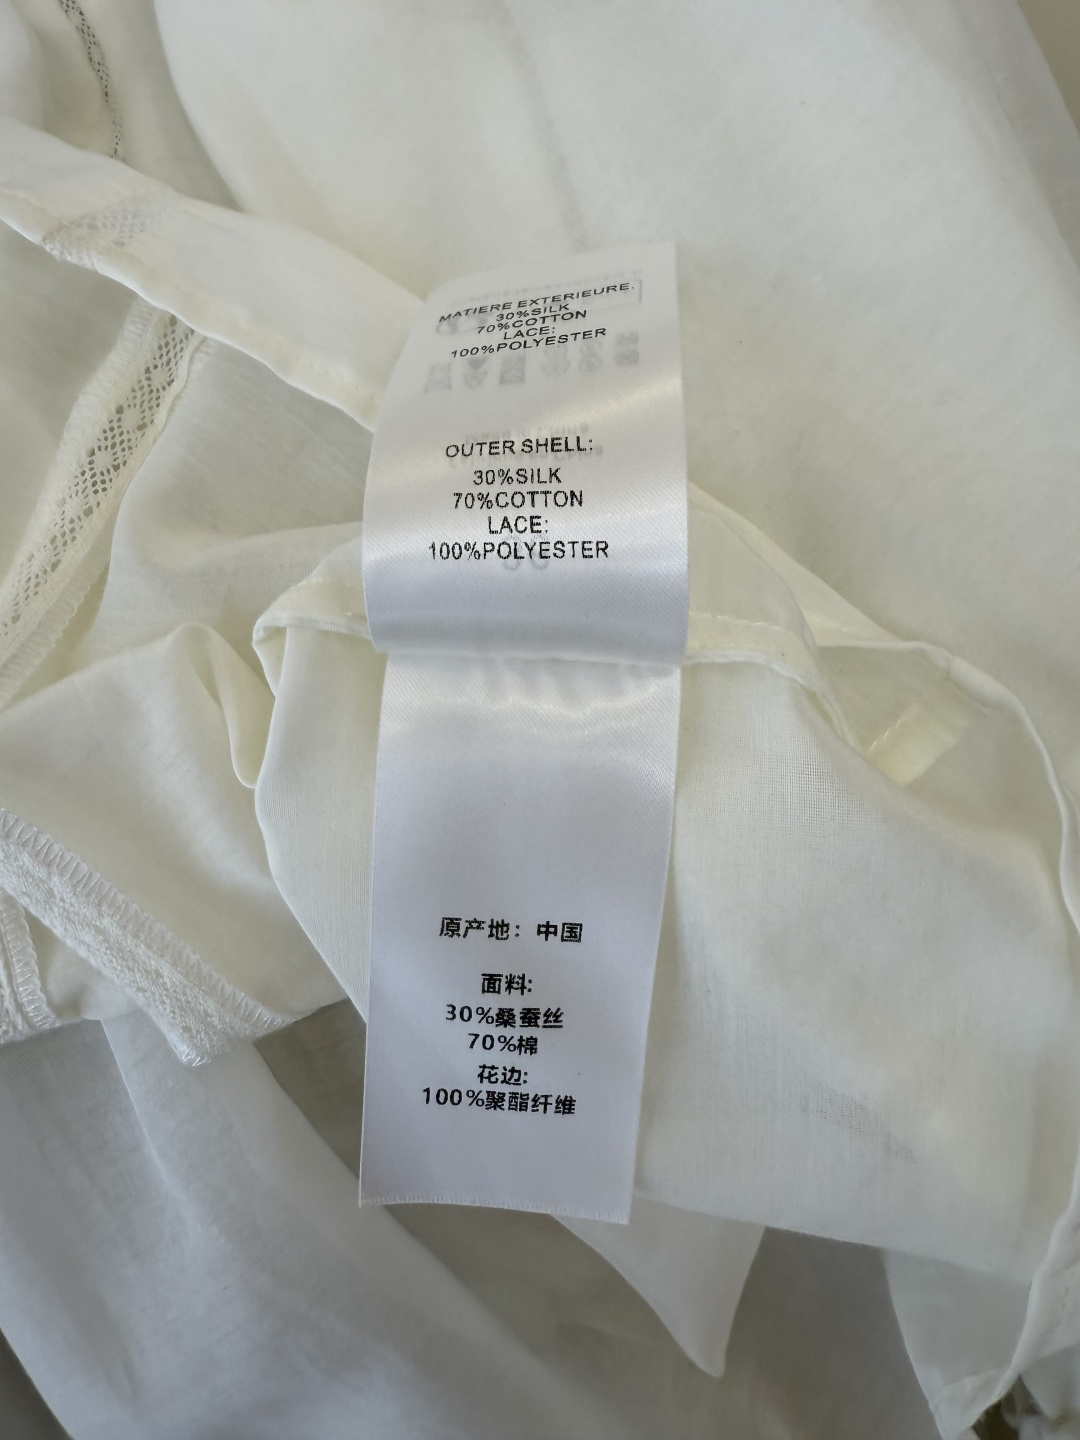 MATIERE EXTERIEURE:
30%SILK
70%COTTON
LACE:
100%POLYESTER
OUTER SHELL:
30%SILK
70%COTTON
LACE:
100%POLYESTER
原产地：中国
面料:
30%桑蚕丝
70%棉
花边:
100%聚酯纤维